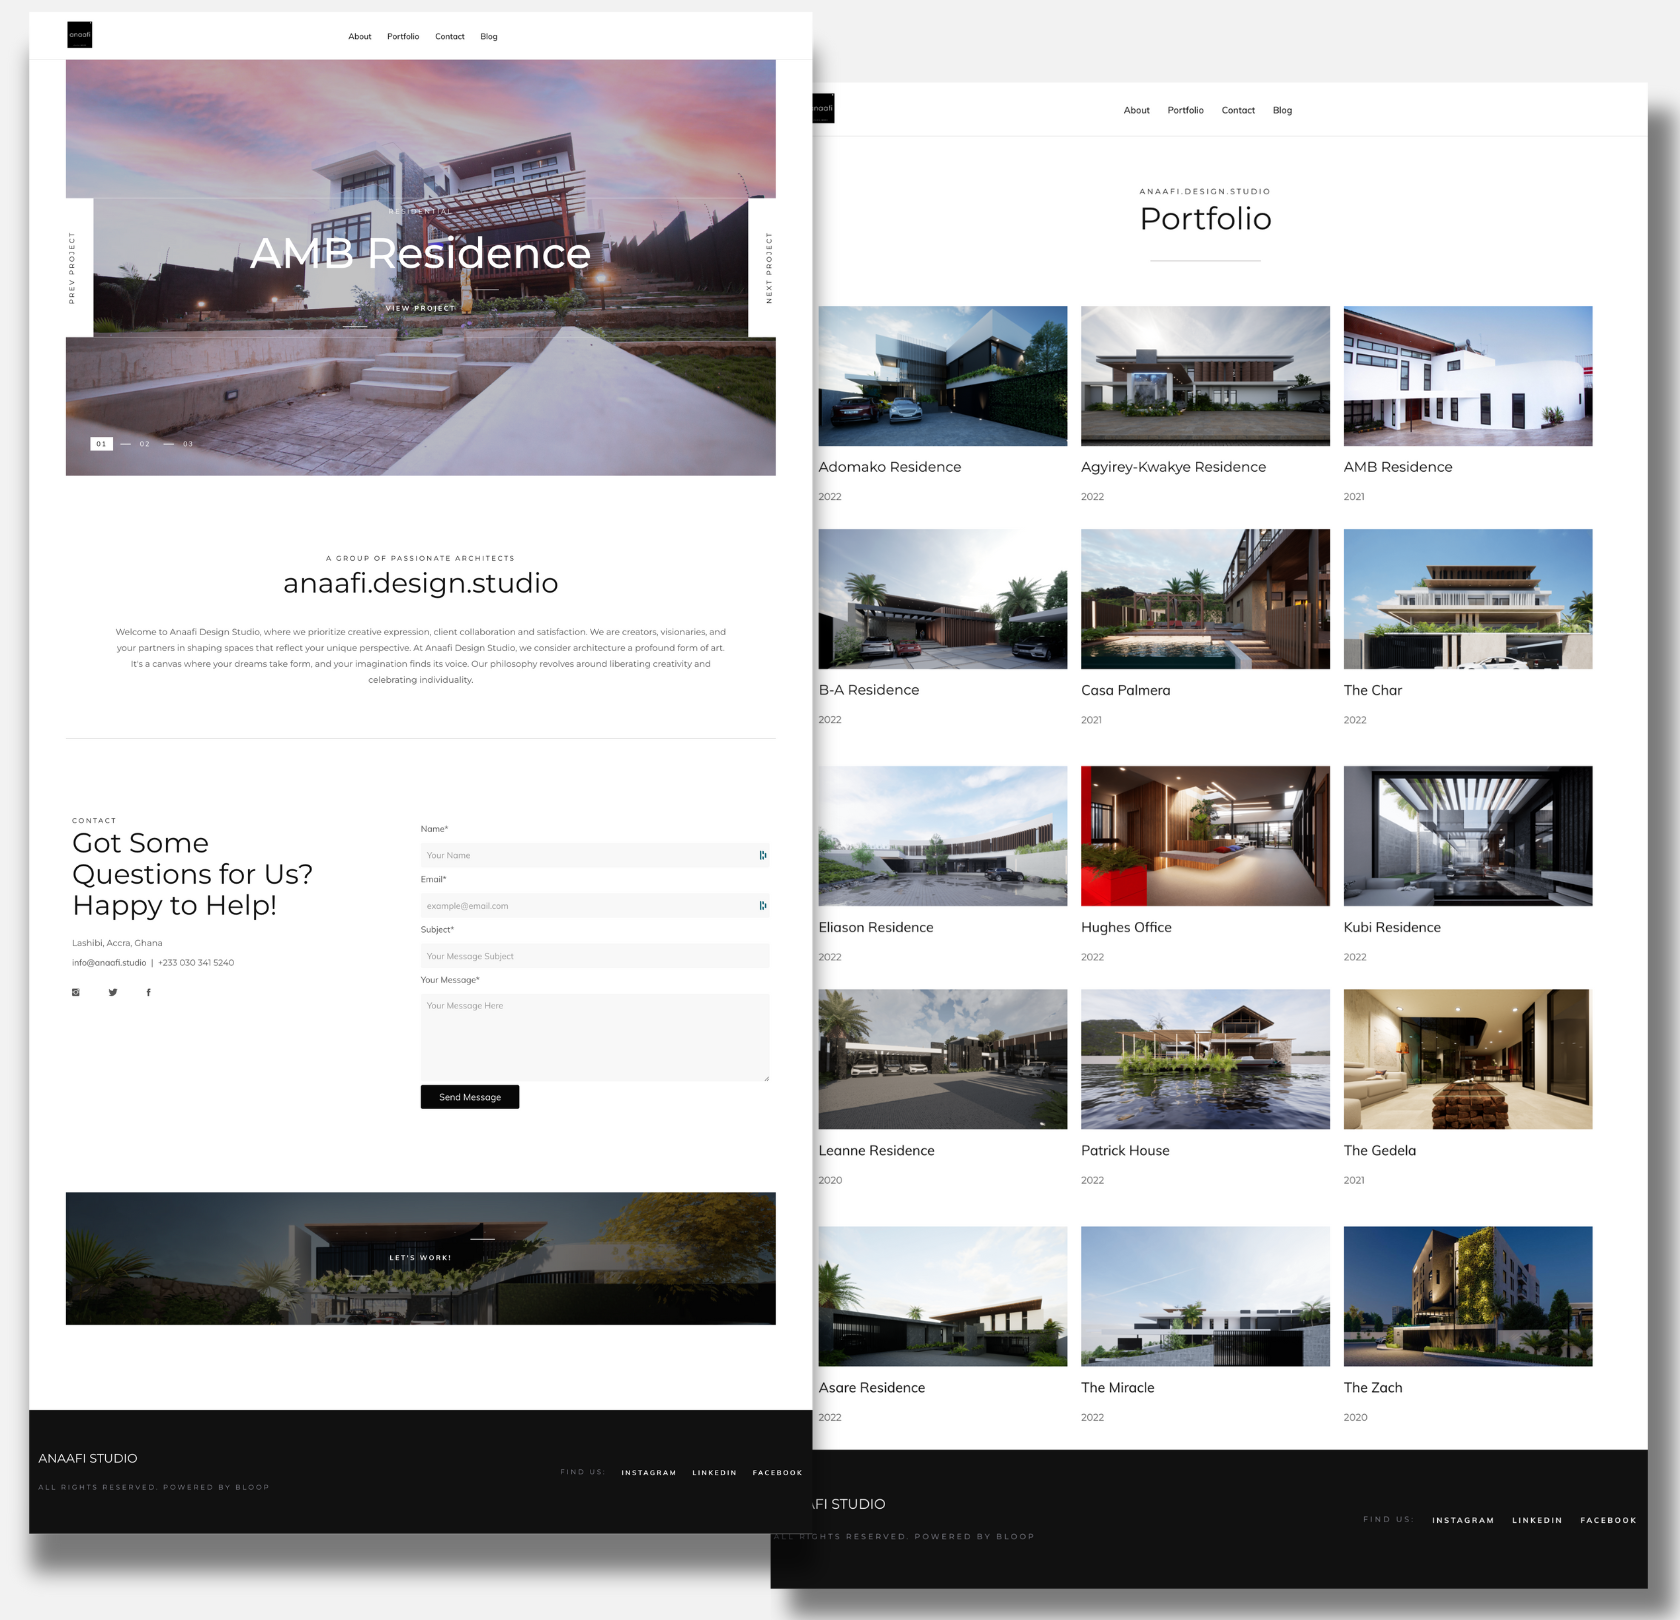 anaafi
About Portfolio Contact Blog
RESIDENTIAL
AMB Residence
VIEW PROJECT
PREV PROJECT
NEXT PROJECT
01 — 02 — 03
A GROUP OF PASSIONATE ARCHITECTS
anaafi.design.studio
Welcome to Anaafi Design Studio, where we prioritize creative expression, client collaboration and satisfaction. We are creators, visionaries, and
your partners in shaping spaces that reflect your unique perspective. At Anaafi Design Studio, we consider architecture a profound form of art.
It's a canvas where your dreams take form, and your imagination finds its voice. Our philosophy revolves around liberating creativity and
celebrating individuality.
CONTACT
Got Some
Questions for Us?
Happy to Help!
Lashibi, Accra, Ghana
info@anaafi.studio | +233 030 341 5240
Name*
Your Name
Email*
example@email.com
Subject*
Your Message Subject
Your Message*
Your Message Here
Send Message
LET'S WORK!
ANAAFI STUDIO
ALL RIGHTS RESERVED. POWERED BY BLOOP
FIND US: INSTAGRAM LINKEDIN FACEBOOK
naafi
About Portfolio Contact Blog
ANAAFI.DESIGN.STUDIO
Portfolio
Adomako Residence
2022
Agyirey-Kwakye Residence
2022
AMB Residence
2021
B-A Residence
2022
Casa Palmera
2021
The Char
2022
Eliason Residence
2022
Hughes Office
2022
Kubi Residence
2022
Leanne Residence
2020
Patrick House
2022
The Gedela
2021
Asare Residence
2022
The Miracle
2022
The Zach
2020
AFI STUDIO
ALL RIGHTS RESERVED. POWERED BY BLOOP
FIND US: INSTAGRAM LINKEDIN FACEBOOK